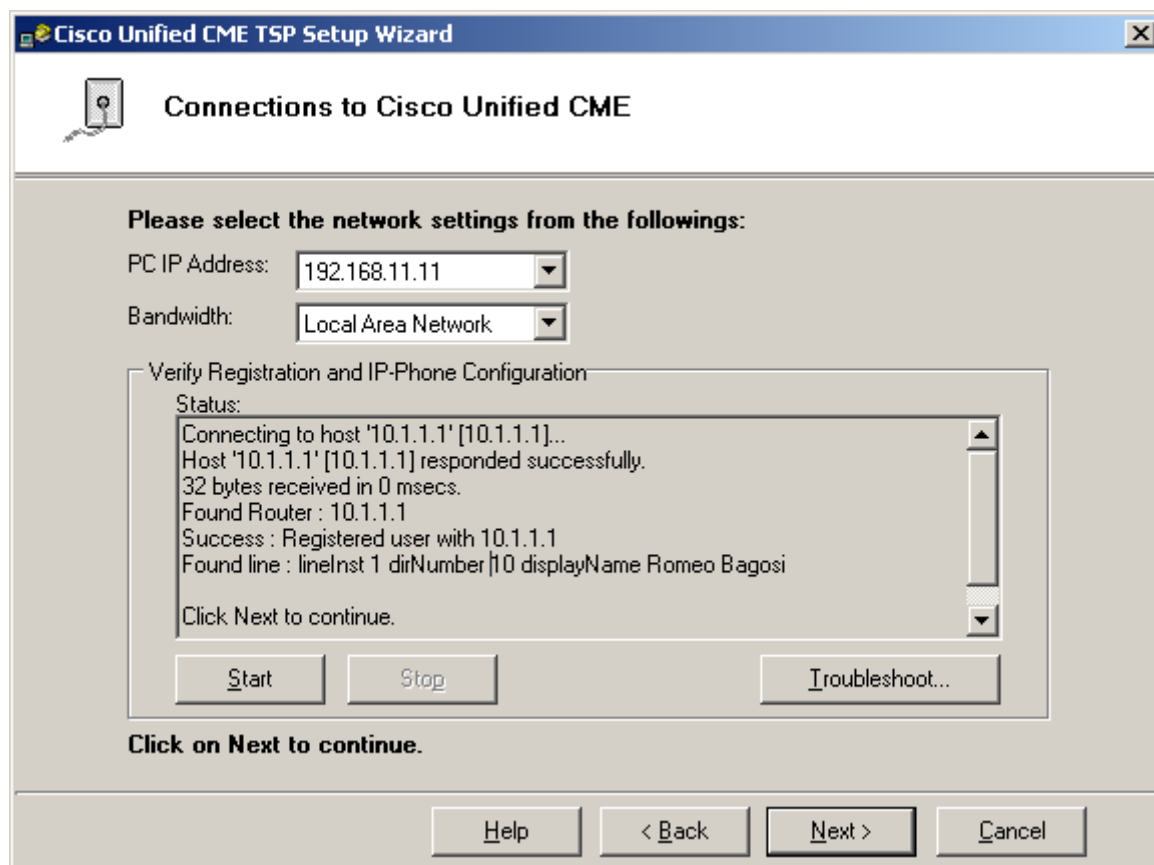 Cisco Unified CME TSP Setup Wizard
Connections to Cisco Unified CME
Please select the network settings from the followings:
PC IP Address:
192.168.11.11
Bandwidth:
Local Area Network
Verify Registration and IP-Phone Configuration
Status:
Connecting to host '10.1.1.1' [10.1.1.1]...
Host '10.1.1.1' [10.1.1.1] responded successfully.
32 bytes received in 0 msecs.
Found Router : 10.1.1.1
Success : Registered user with 10.1.1.1
Found line : lineInst 1 dirNumber 10 displayName Romeo Bagosi
Click Next to continue.
Start
Stop
Troubleshoot...
Click on Next to continue.
Help
< Back
Next >
Cancel